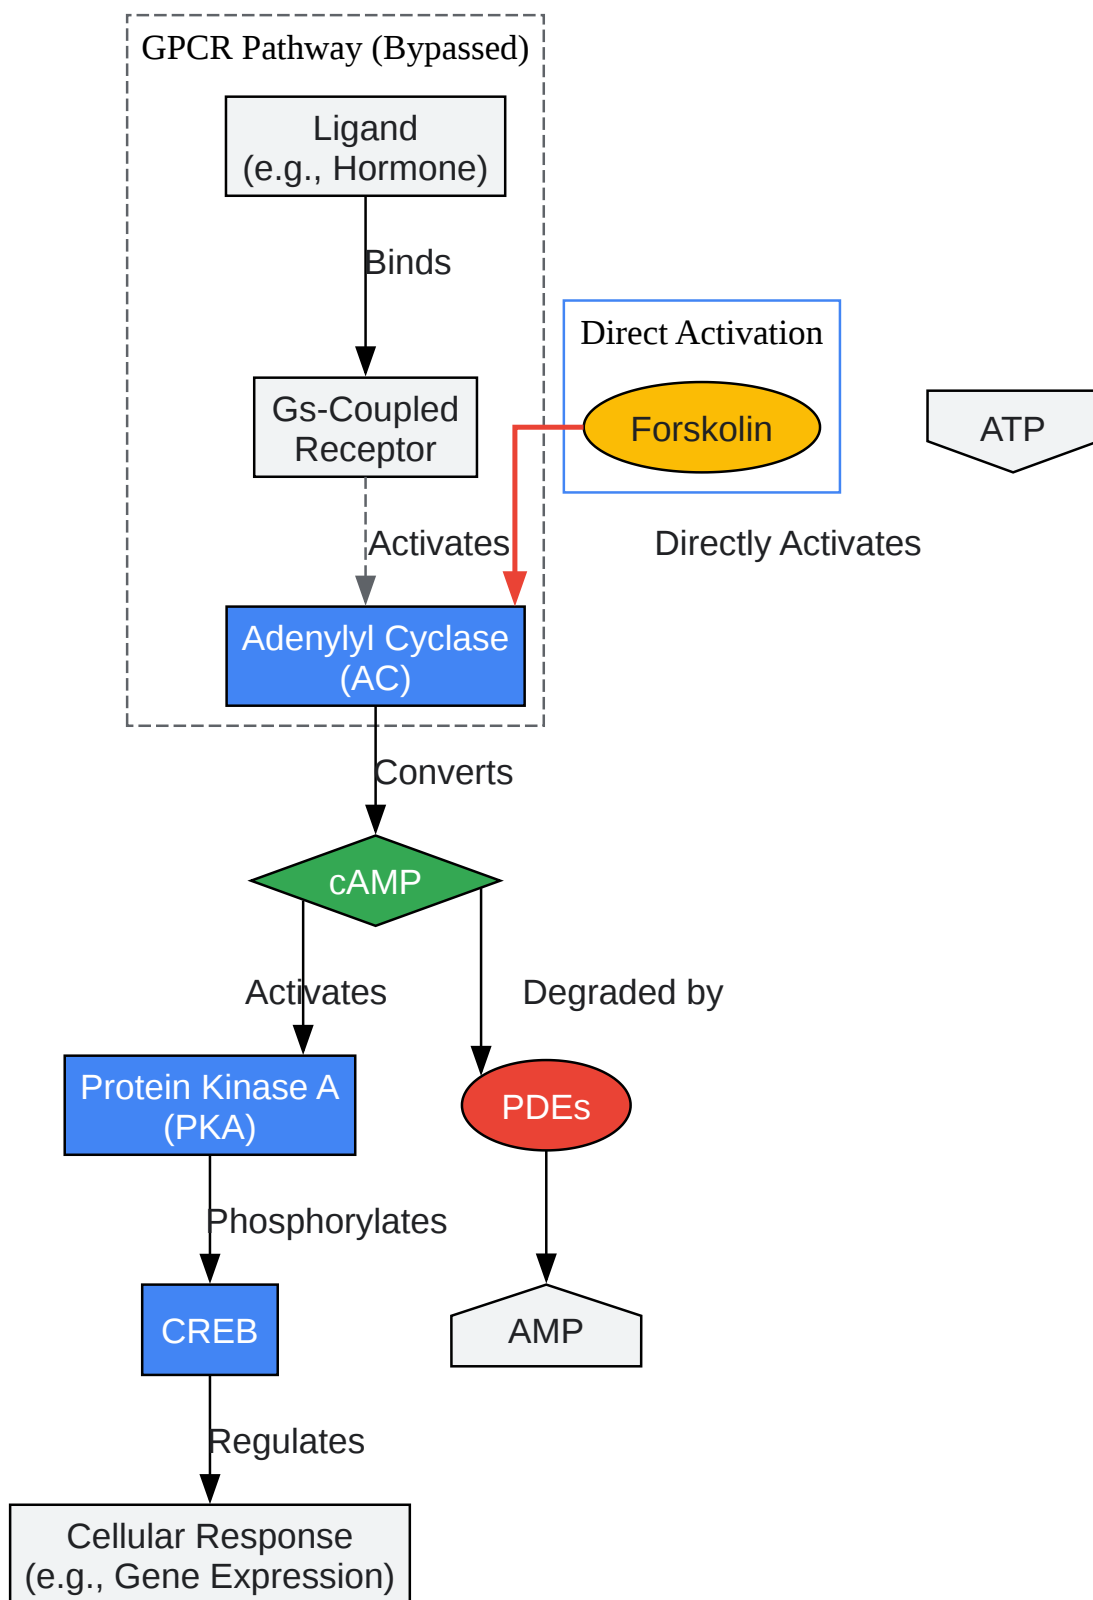 GPCR Pathway (Bypassed)
Ligand
(e.g., Hormone)
Binds
Direct Activation
Gs-Coupled
Receptor
Forskolin
ATP
Activates
Directly Activates
Adenylyl Cyclase
(AC)
Converts
cAMP
Activates
Degraded by
Protein Kinase A
(PKA)
PDEs
Phosphorylates
CREB
AMP
Regulates
Cellular Response
(e.g., Gene Expression)